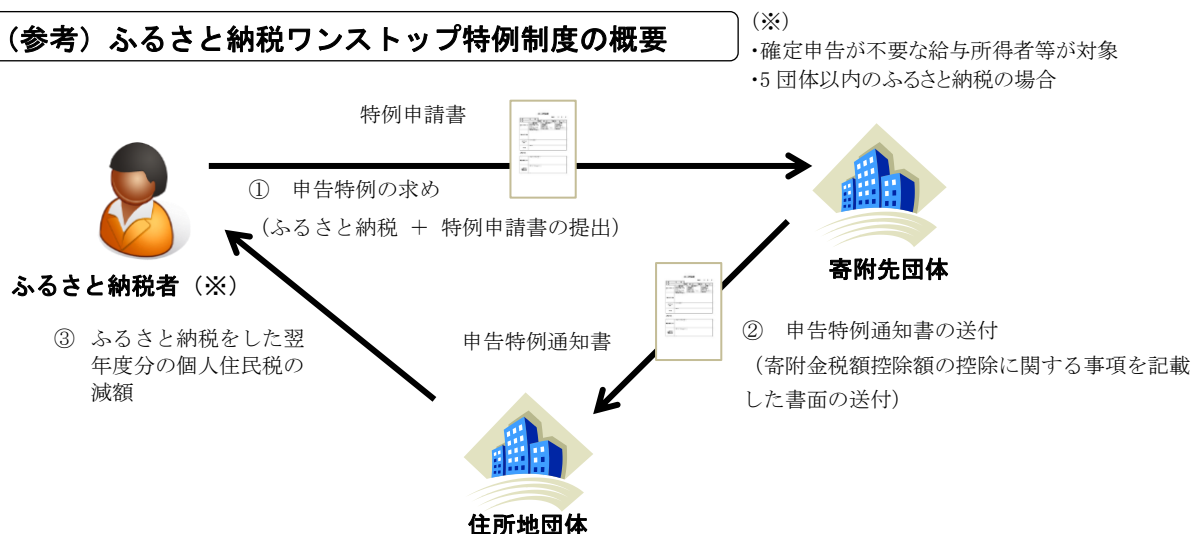 （参考）ふるさと納税ワンストップ特例制度の概要
（※）
・確定申告が不要な給与所得者等が対象
・5団体以内のふるさと納税の場合
特例申請書
①　申告特例の求め
（ふるさと納税　＋　特例申請書の提出）
ふるさと納税者（※）
寄附先団体
③　ふるさと納税をした翌
年度分の個人住民税の
減額
申告特例通知書
②　申告特例通知書の送付
（寄附金税額控除額の控除に関する事項を記載
した書面の送付）
住所地団体